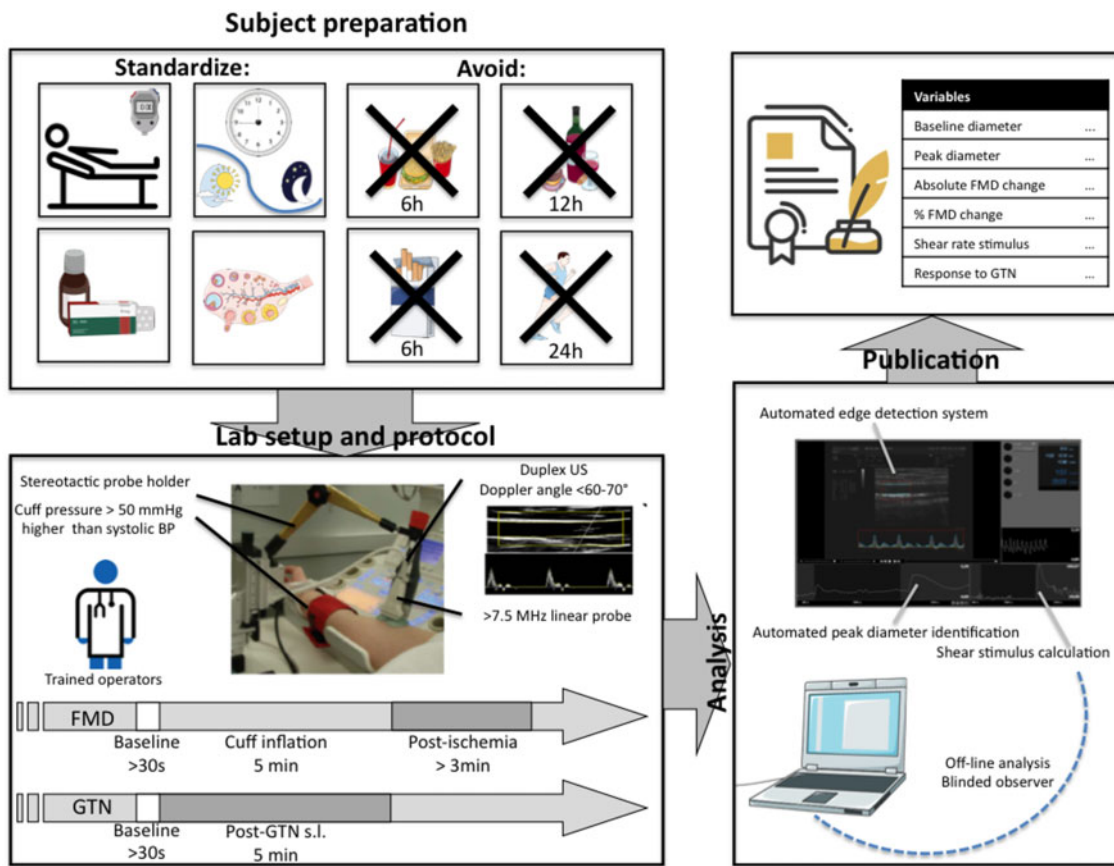 Subject preparation
Standardize:
Avoid:
6h
12h
6h
24h
Lab setup and protocol
Stereotactic probe holder
Cuff pressure > 50 mmHg
higher than systolic BP
Duplex US
Doppler angle <60-70°
>7.5 MHz linear probe
Trained operators
FMD
Baseline
>30s
Cuff inflation
5 min
Post-ischemia
> 3min
GTN
Baseline
>30s
Post-GTN s.l.
5 min
Analysis
Automated edge detection system
Automated peak diameter identification
Shear stimulus calculation
Off-line analysis
Blinded observer
Publication
Variables
Baseline diameter ...
Peak diameter ...
Absolute FMD change ...
% FMD change ...
Shear rate stimulus ...
Response to GTN ...